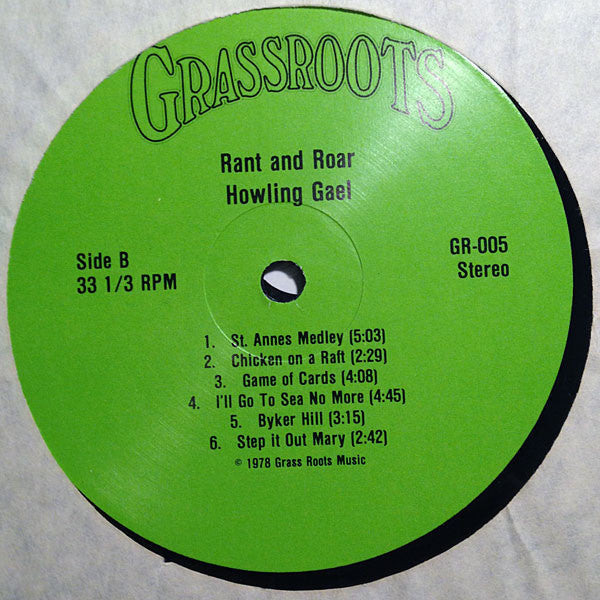 GRASSROOTS
Rant and Roar
Howling Gael
Side B
33 1/3 RPM
GR-005
Stereo
1. St. Annes Medley (5:03)
2. Chicken on a Raft (2:29)
3. Game of Cards (4:08)
4. I'll Go To Sea No More (4:45)
5. Byker Hill (3:15)
6. Step it Out Mary (2:42)
© 1978 Grass Roots Music